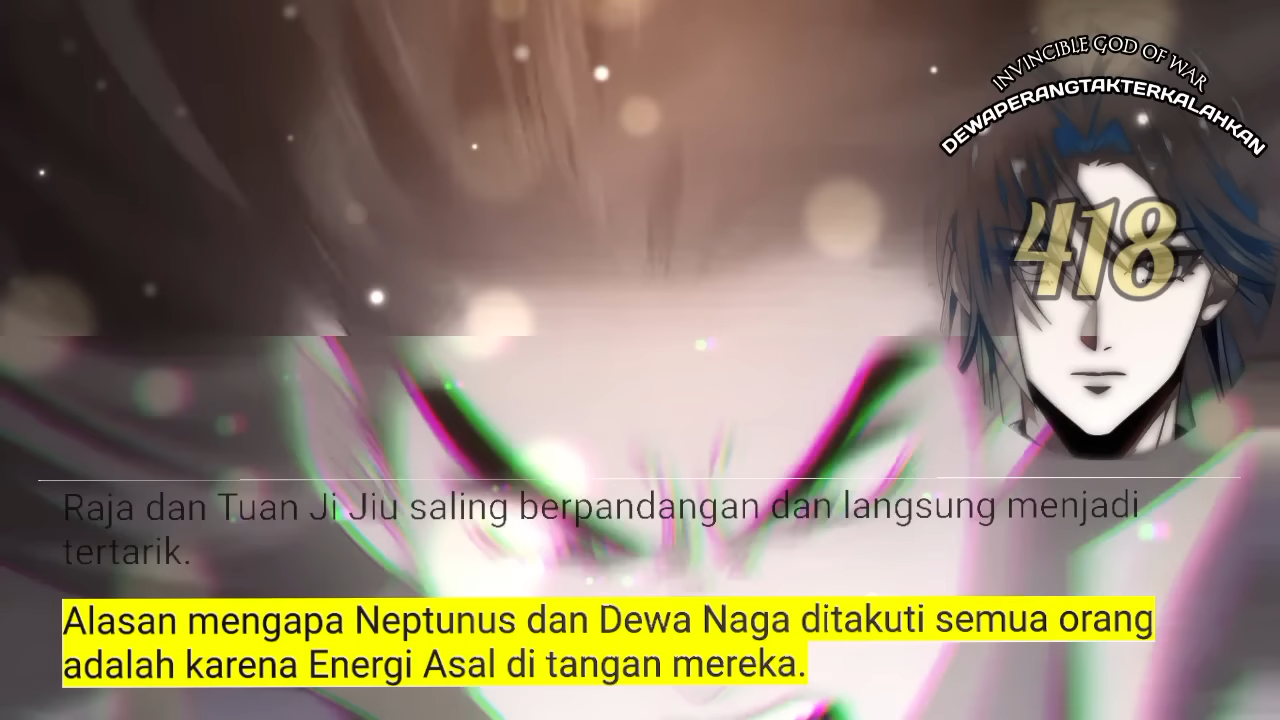 INVINCIBLE GOD OF WAR
DEWAPERANGTAKTERKALAHKAN
418
Raja dan Tuan Ji Jiu saling berpandangan dan langsung menjadi
tertarik.
Alasan mengapa Neptunus dan Dewa Naga ditakuti semua orang
adalah karena Energi Asal di tangan mereka.